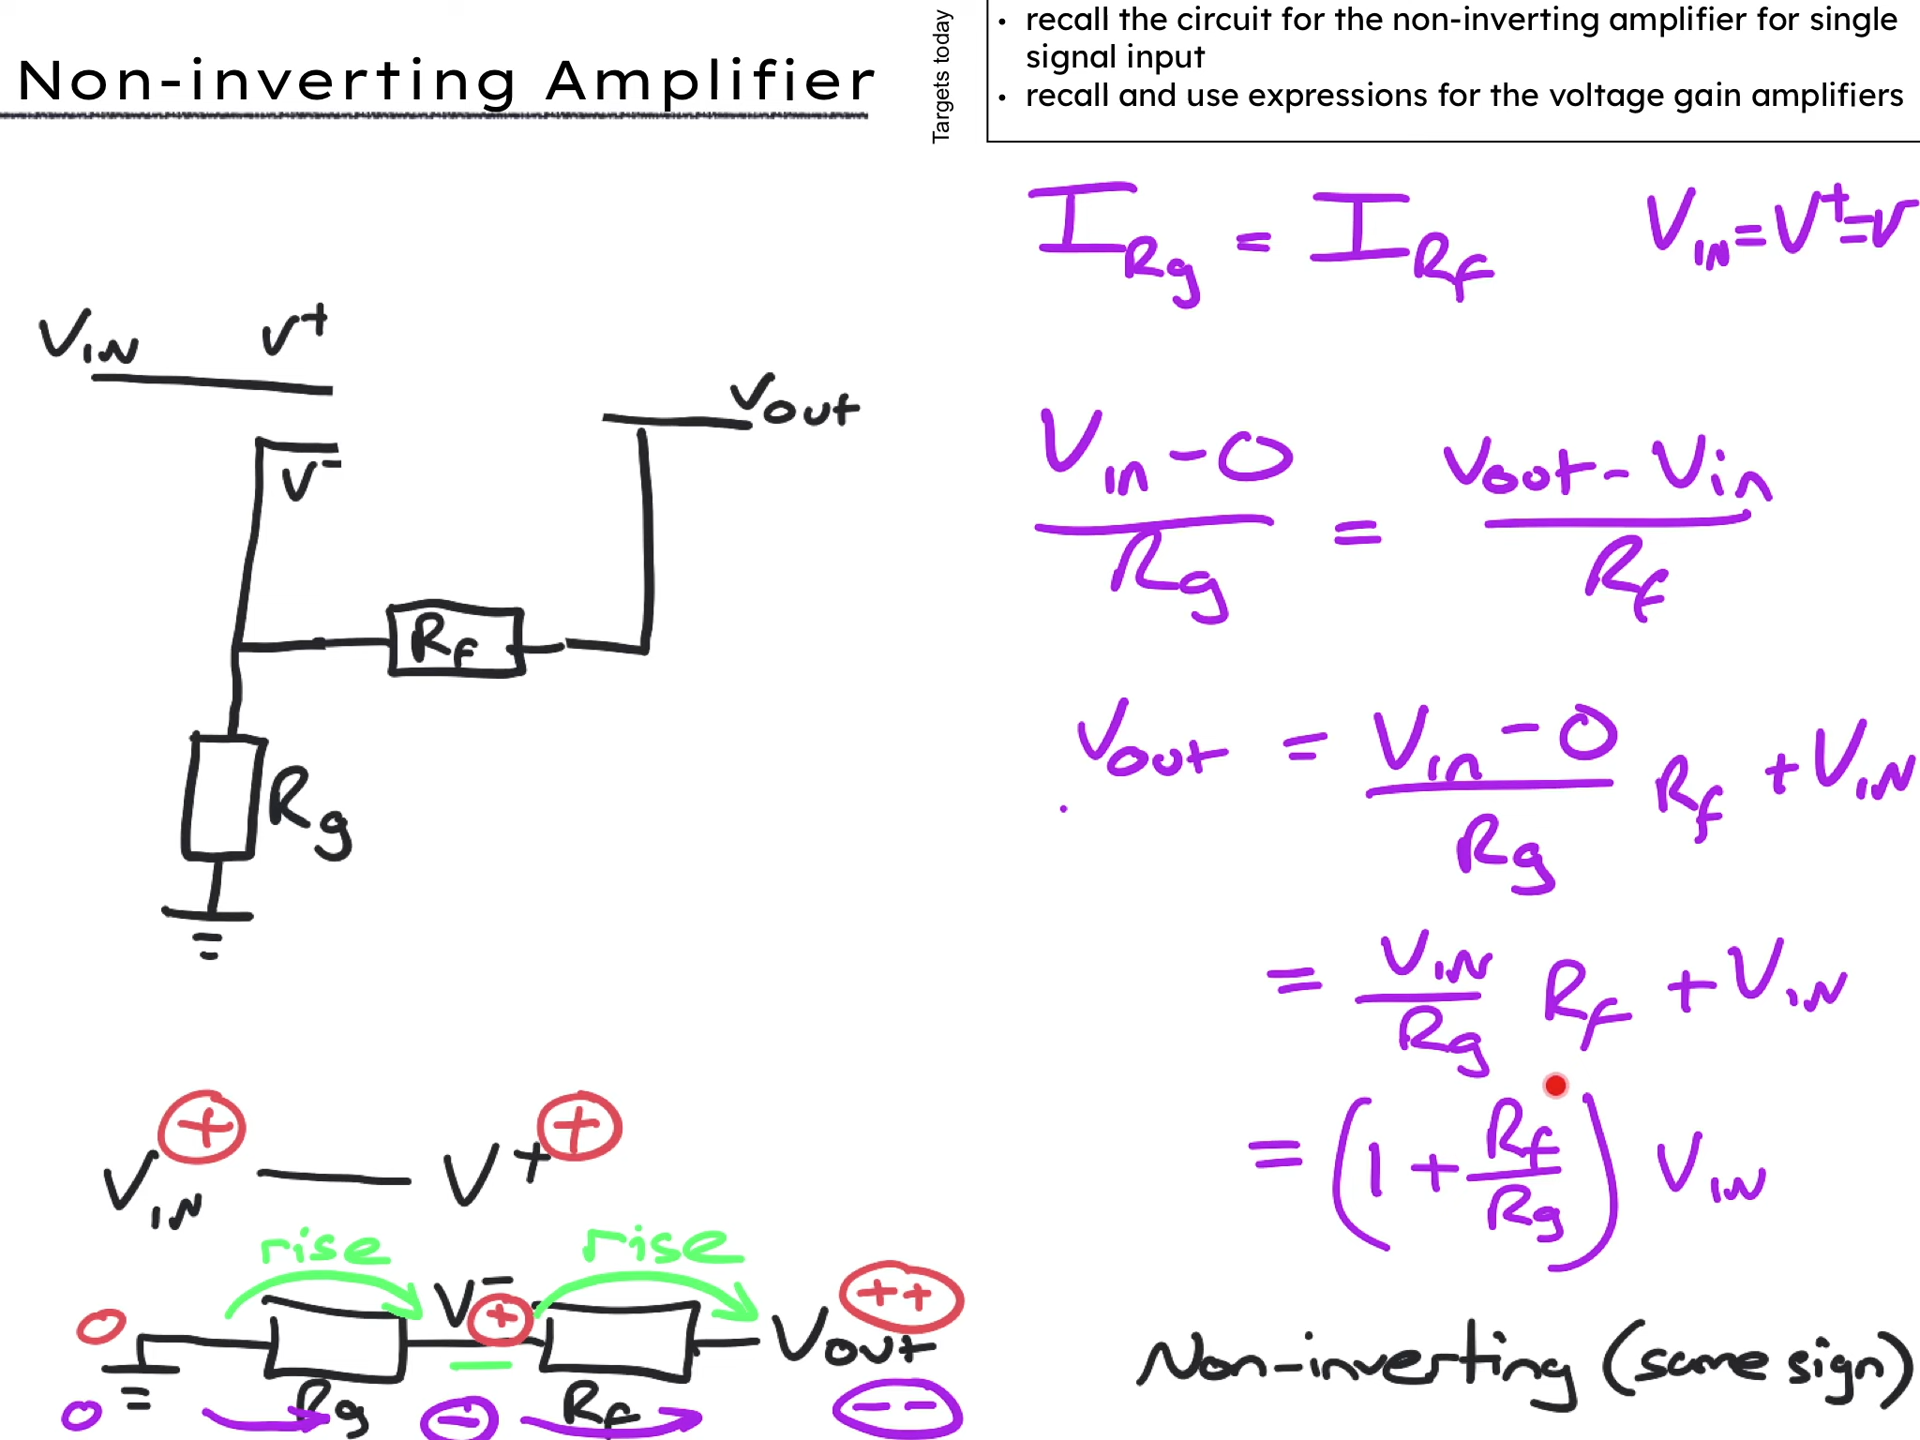 Non-inverting Amplifier
Targets today
• recall the circuit for the non-inverting amplifier for single
signal input
• recall and use expressions for the voltage gain amplifiers
I_Rg = I_Rf
V_IN = V⁺ = V
V_IN V⁺
V_out
V⁻
R_f
R_g
(V_in - 0)/R_g = (V_out - V_in)/R_f
V_out = (V_in - 0)/R_g R_f + V_IN
= V_IN/R_g R_f + V_IN
= (1 + R_f/R_g) V_IN
Non-inverting (same sign)
+ +
V_IN V+
rise rise
0 V⁻ + V_out ++
R_g R_f
0 - --